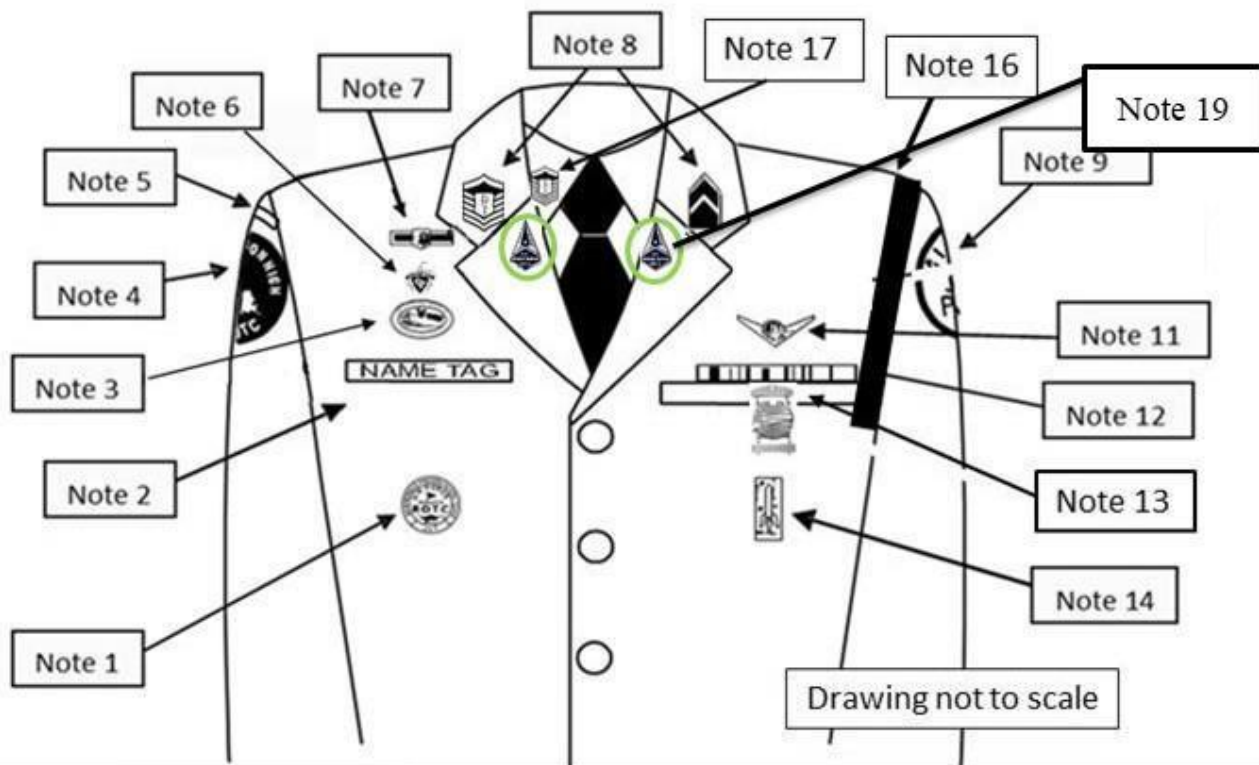 Note 8
Note 17
Note 16
Note 7
Note 6
Note 19
Note 9
Note 5
Note 4
Note 3
NAME TAG
Note 11
Note 12
Note 2
ROTC
Note 13
Note 14
Note 1
Drawing not to scale